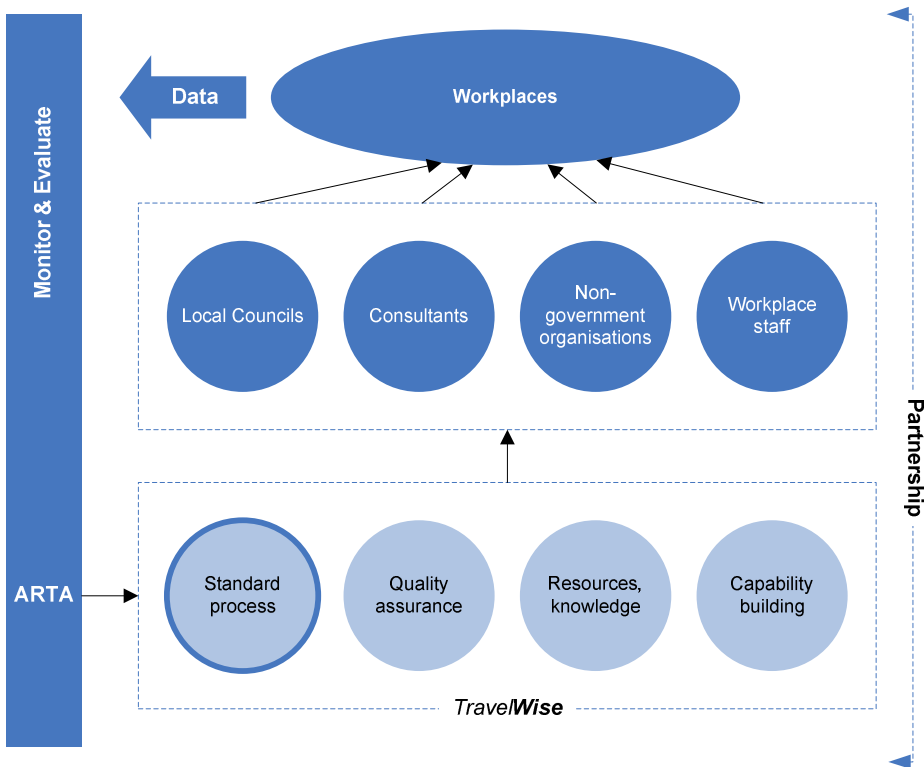 Monitor & Evaluate
Data
Workplaces
Local Councils
Consultants
Non-
government
organisations
Workplace
staff
Partnership
ARTA
Standard
process
Quality
assurance
Resources,
knowledge
Capability
building
TravelWise